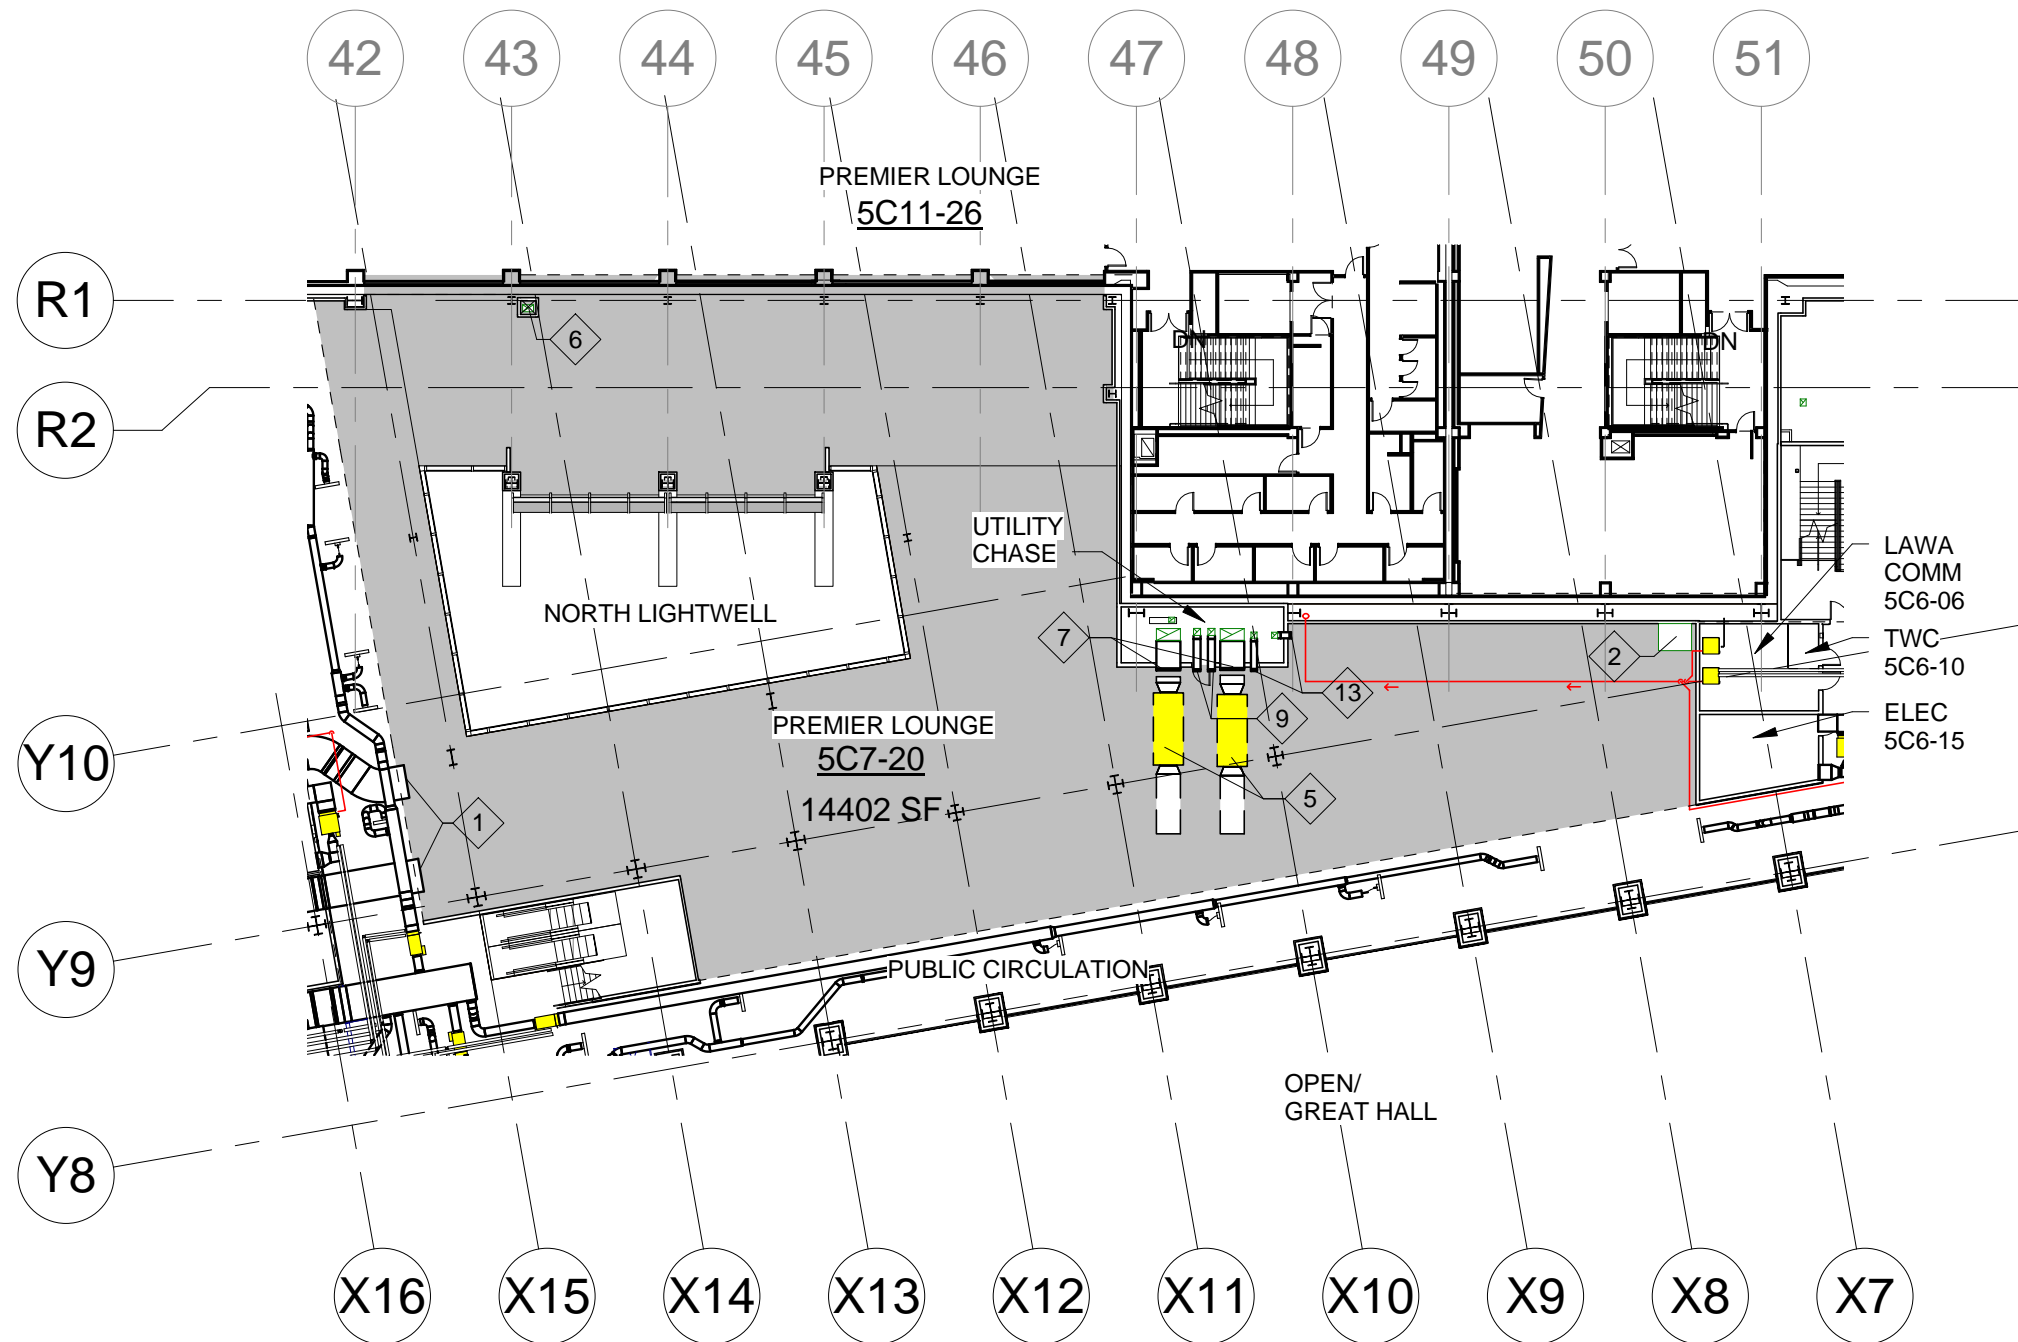 42 43 44 45 46 47 48 49 50 51
PREMIER LOUNGE
5C11-26
R1
6
DN
DN
R2
UTILITY
CHASE
LAWA
COMM
5C6-06
NORTH LIGHTWELL
7
2
TWC
5C6-10
13
9
PREMIER LOUNGE
5C7-20
14402 SF
ELEC
5C6-15
Y10
5
1
Y9
PUBLIC CIRCULATION
OPEN/
GREAT HALL
Y8
X16 X15 X14 X13 X12 X11 X10 X9 X8 X7